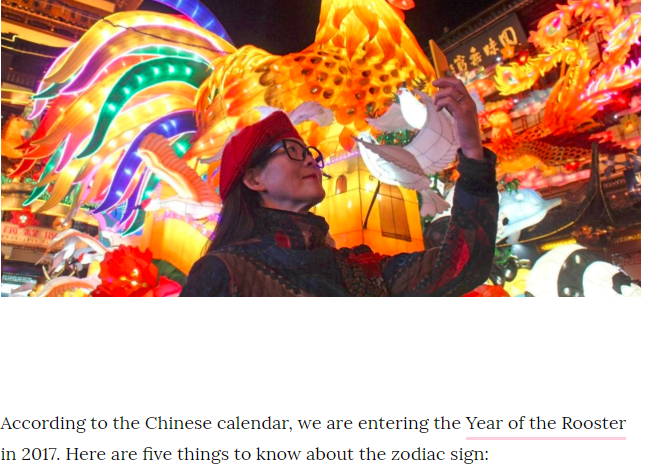 According to the Chinese calendar, we are entering the Year of the Rooster
in 2017. Here are five things to know about the zodiac sign: